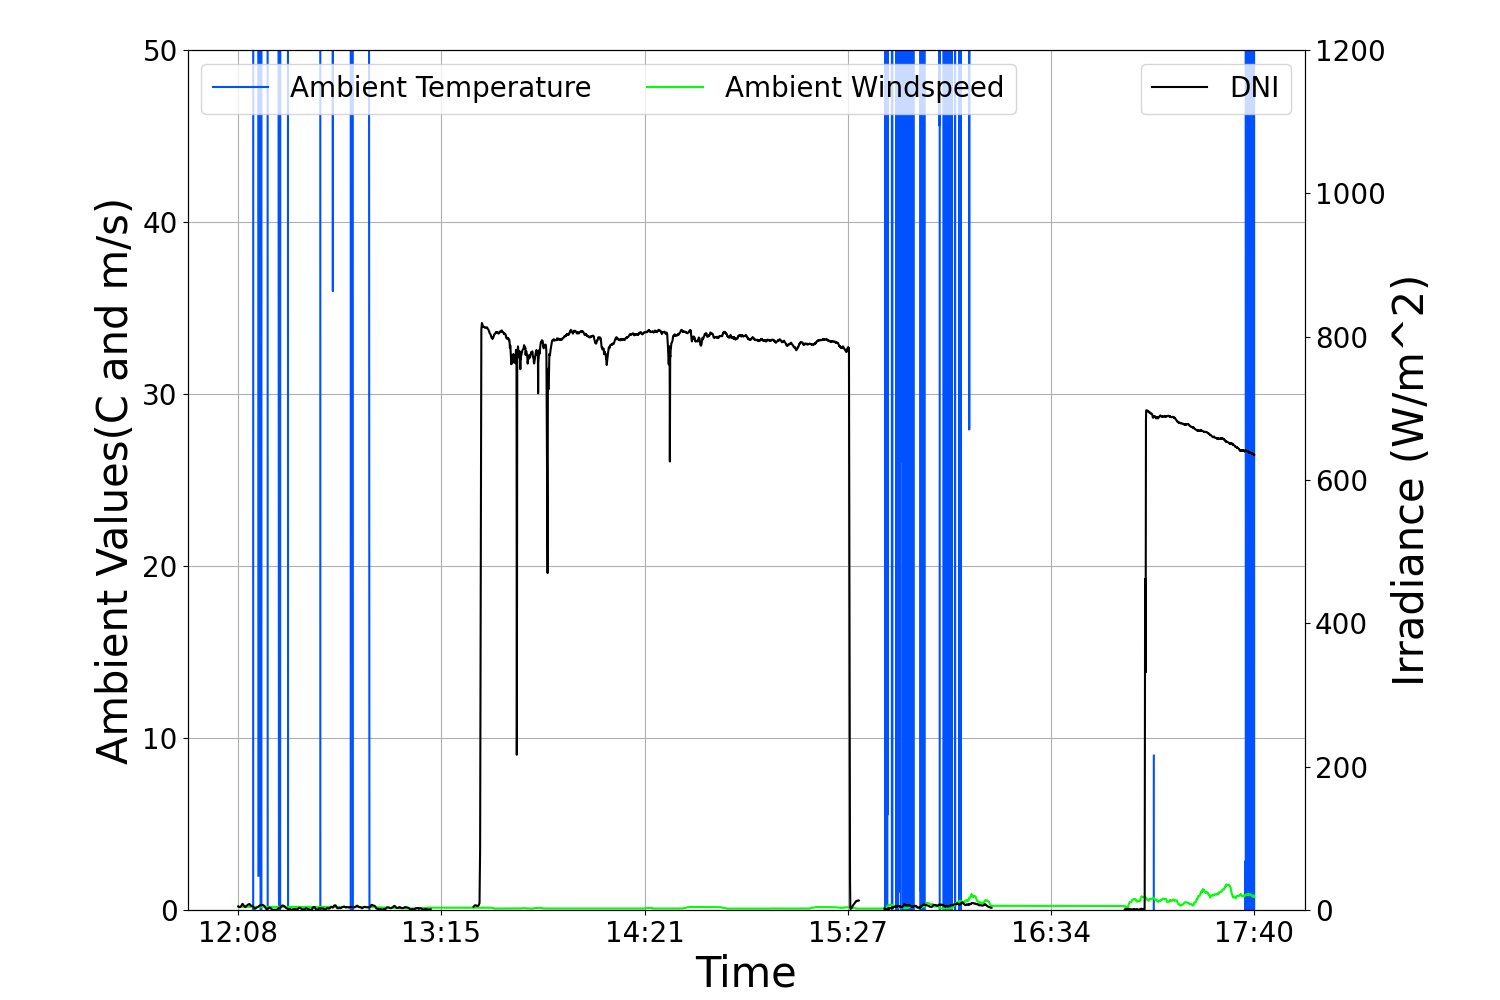 Ambient Temperature
Ambient Windspeed
DNI
Ambient Values(C and m/s)
50
40
30
20
10
0
1200
1000
800
600
400
200
0
Irradiance (W/m^2)
12:08 13:15 14:21 15:27 16:34 17:40
Time